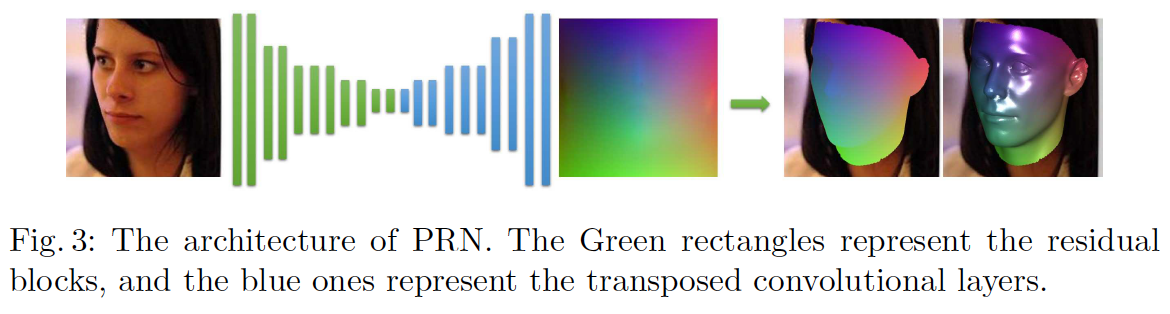 Fig. 3: The architecture of PRN. The Green rectangles represent the residual
blocks, and the blue ones represent the transposed convolutional layers.